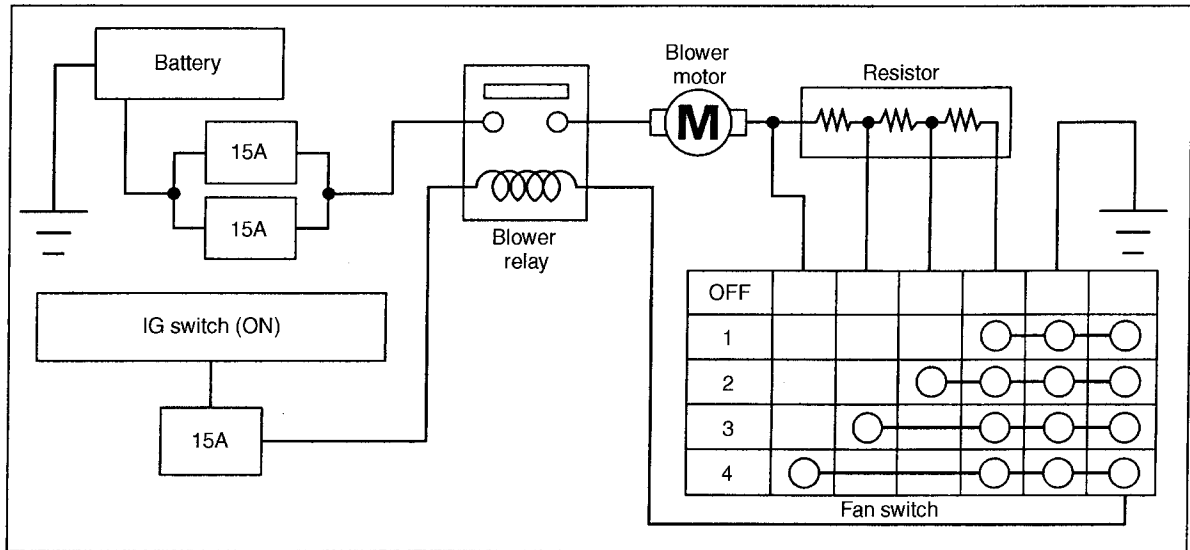 Battery
15A
15A
IG switch (ON)
15A
Blower
relay
Blower
motor
M
Resistor
OFF
1
2
3
4
Fan switch